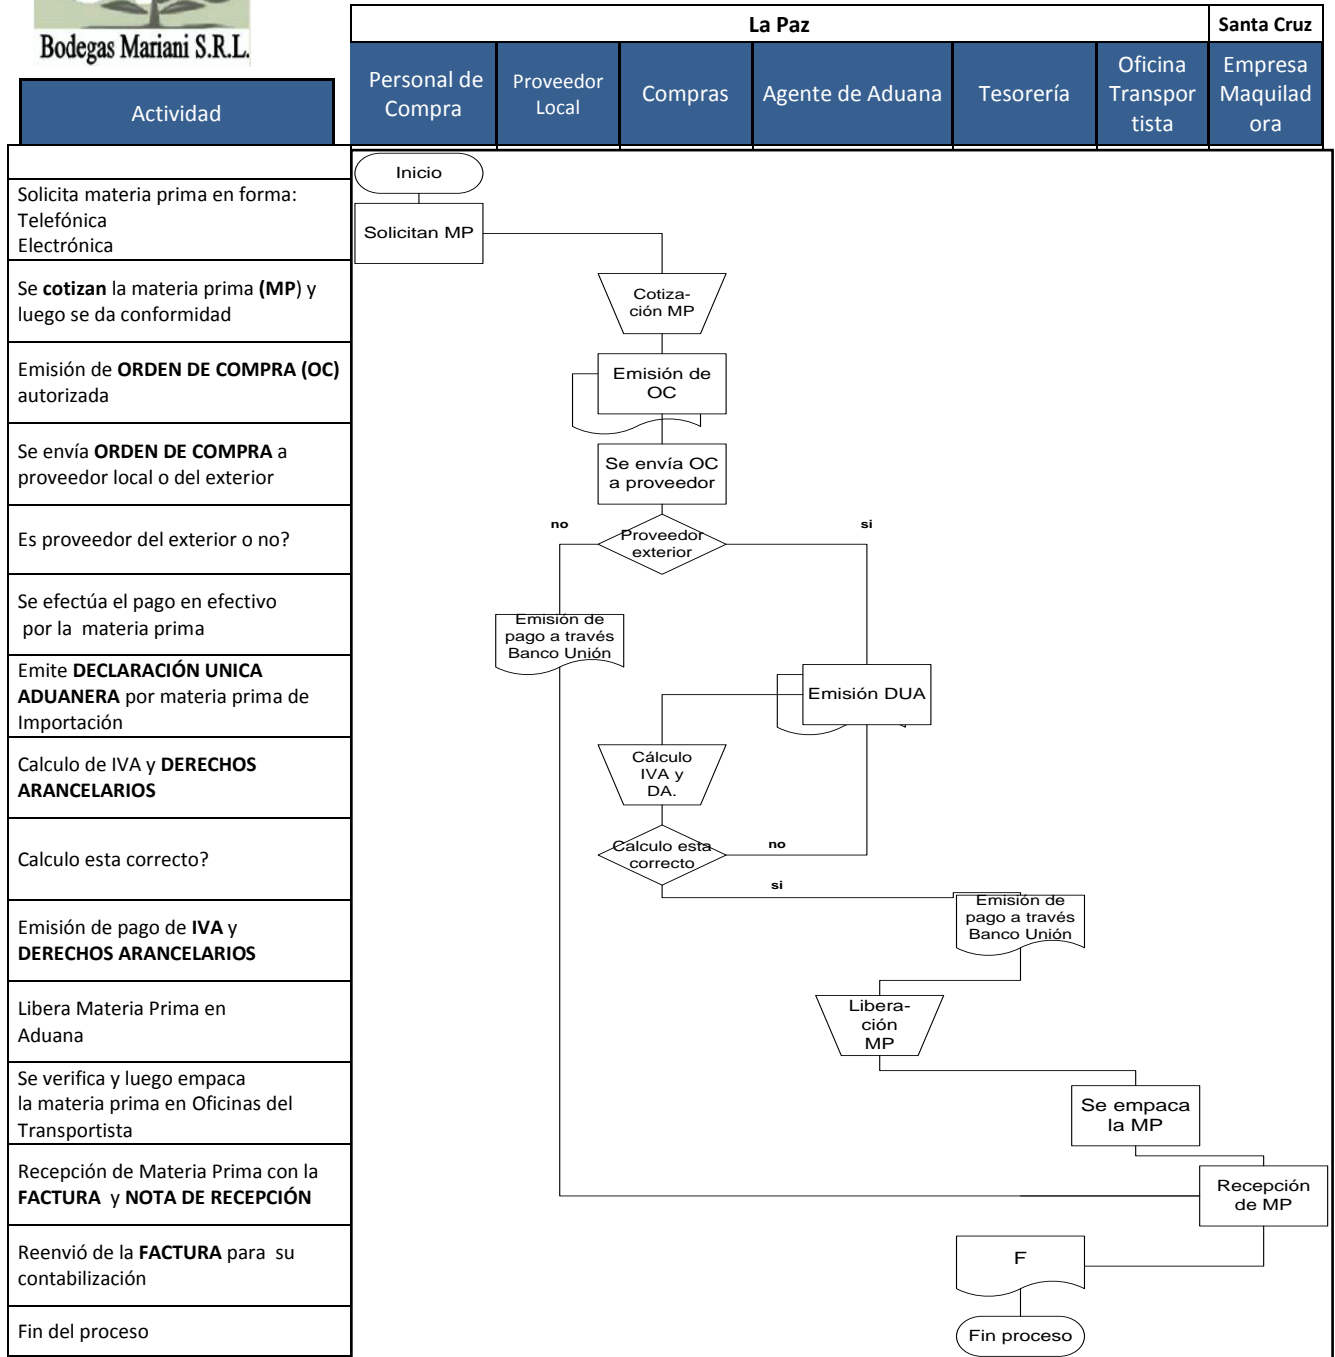 Bodegas Mariani S.R.L.
La Paz
Santa Cruz
Actividad
Personal de
Compra
Proveedor
Local
Compras
Agente de Aduana
Tesorería
Oficina
Transpor
tista
Empresa
Maquilad
ora
Inicio
Solicita materia prima en forma:
Telefónica
Electrónica
Solicitan MP
Se cotizan la materia prima (MP) y
luego se da conformidad
Cotiza-
ción MP
Emisión de ORDEN DE COMPRA (OC)
autorizada
Emisión de
OC
Se envía ORDEN DE COMPRA a
proveedor local o del exterior
Se envía OC
a proveedor
Es proveedor del exterior o no?
no
Proveedor
exterior
si
Se efectúa el pago en efectivo
por la materia prima
Emisión de
pago a través
Banco Unión
Emite DECLARACIÓN UNICA
ADUANERA por materia prima de
Importación
Emisión DUA
Calculo de IVA y DERECHOS
ARANCELARIOS
Cálculo
IVA y
DA.
Calculo esta correcto?
Calculo esta
correcto
no
si
Emisión de pago de IVA y
DERECHOS ARANCELARIOS
Emisión de
pago a través
Banco Unión
Libera Materia Prima en
Aduana
Libera-
ción
MP
Se verifica y luego empaca
la materia prima en Oficinas del
Transportista
Se empaca
la MP
Recepción de Materia Prima con la
FACTURA y NOTA DE RECEPCIÓN
Recepción
de MP
Reenvió de la FACTURA para su
contabilización
F
Fin del proceso
Fin proceso